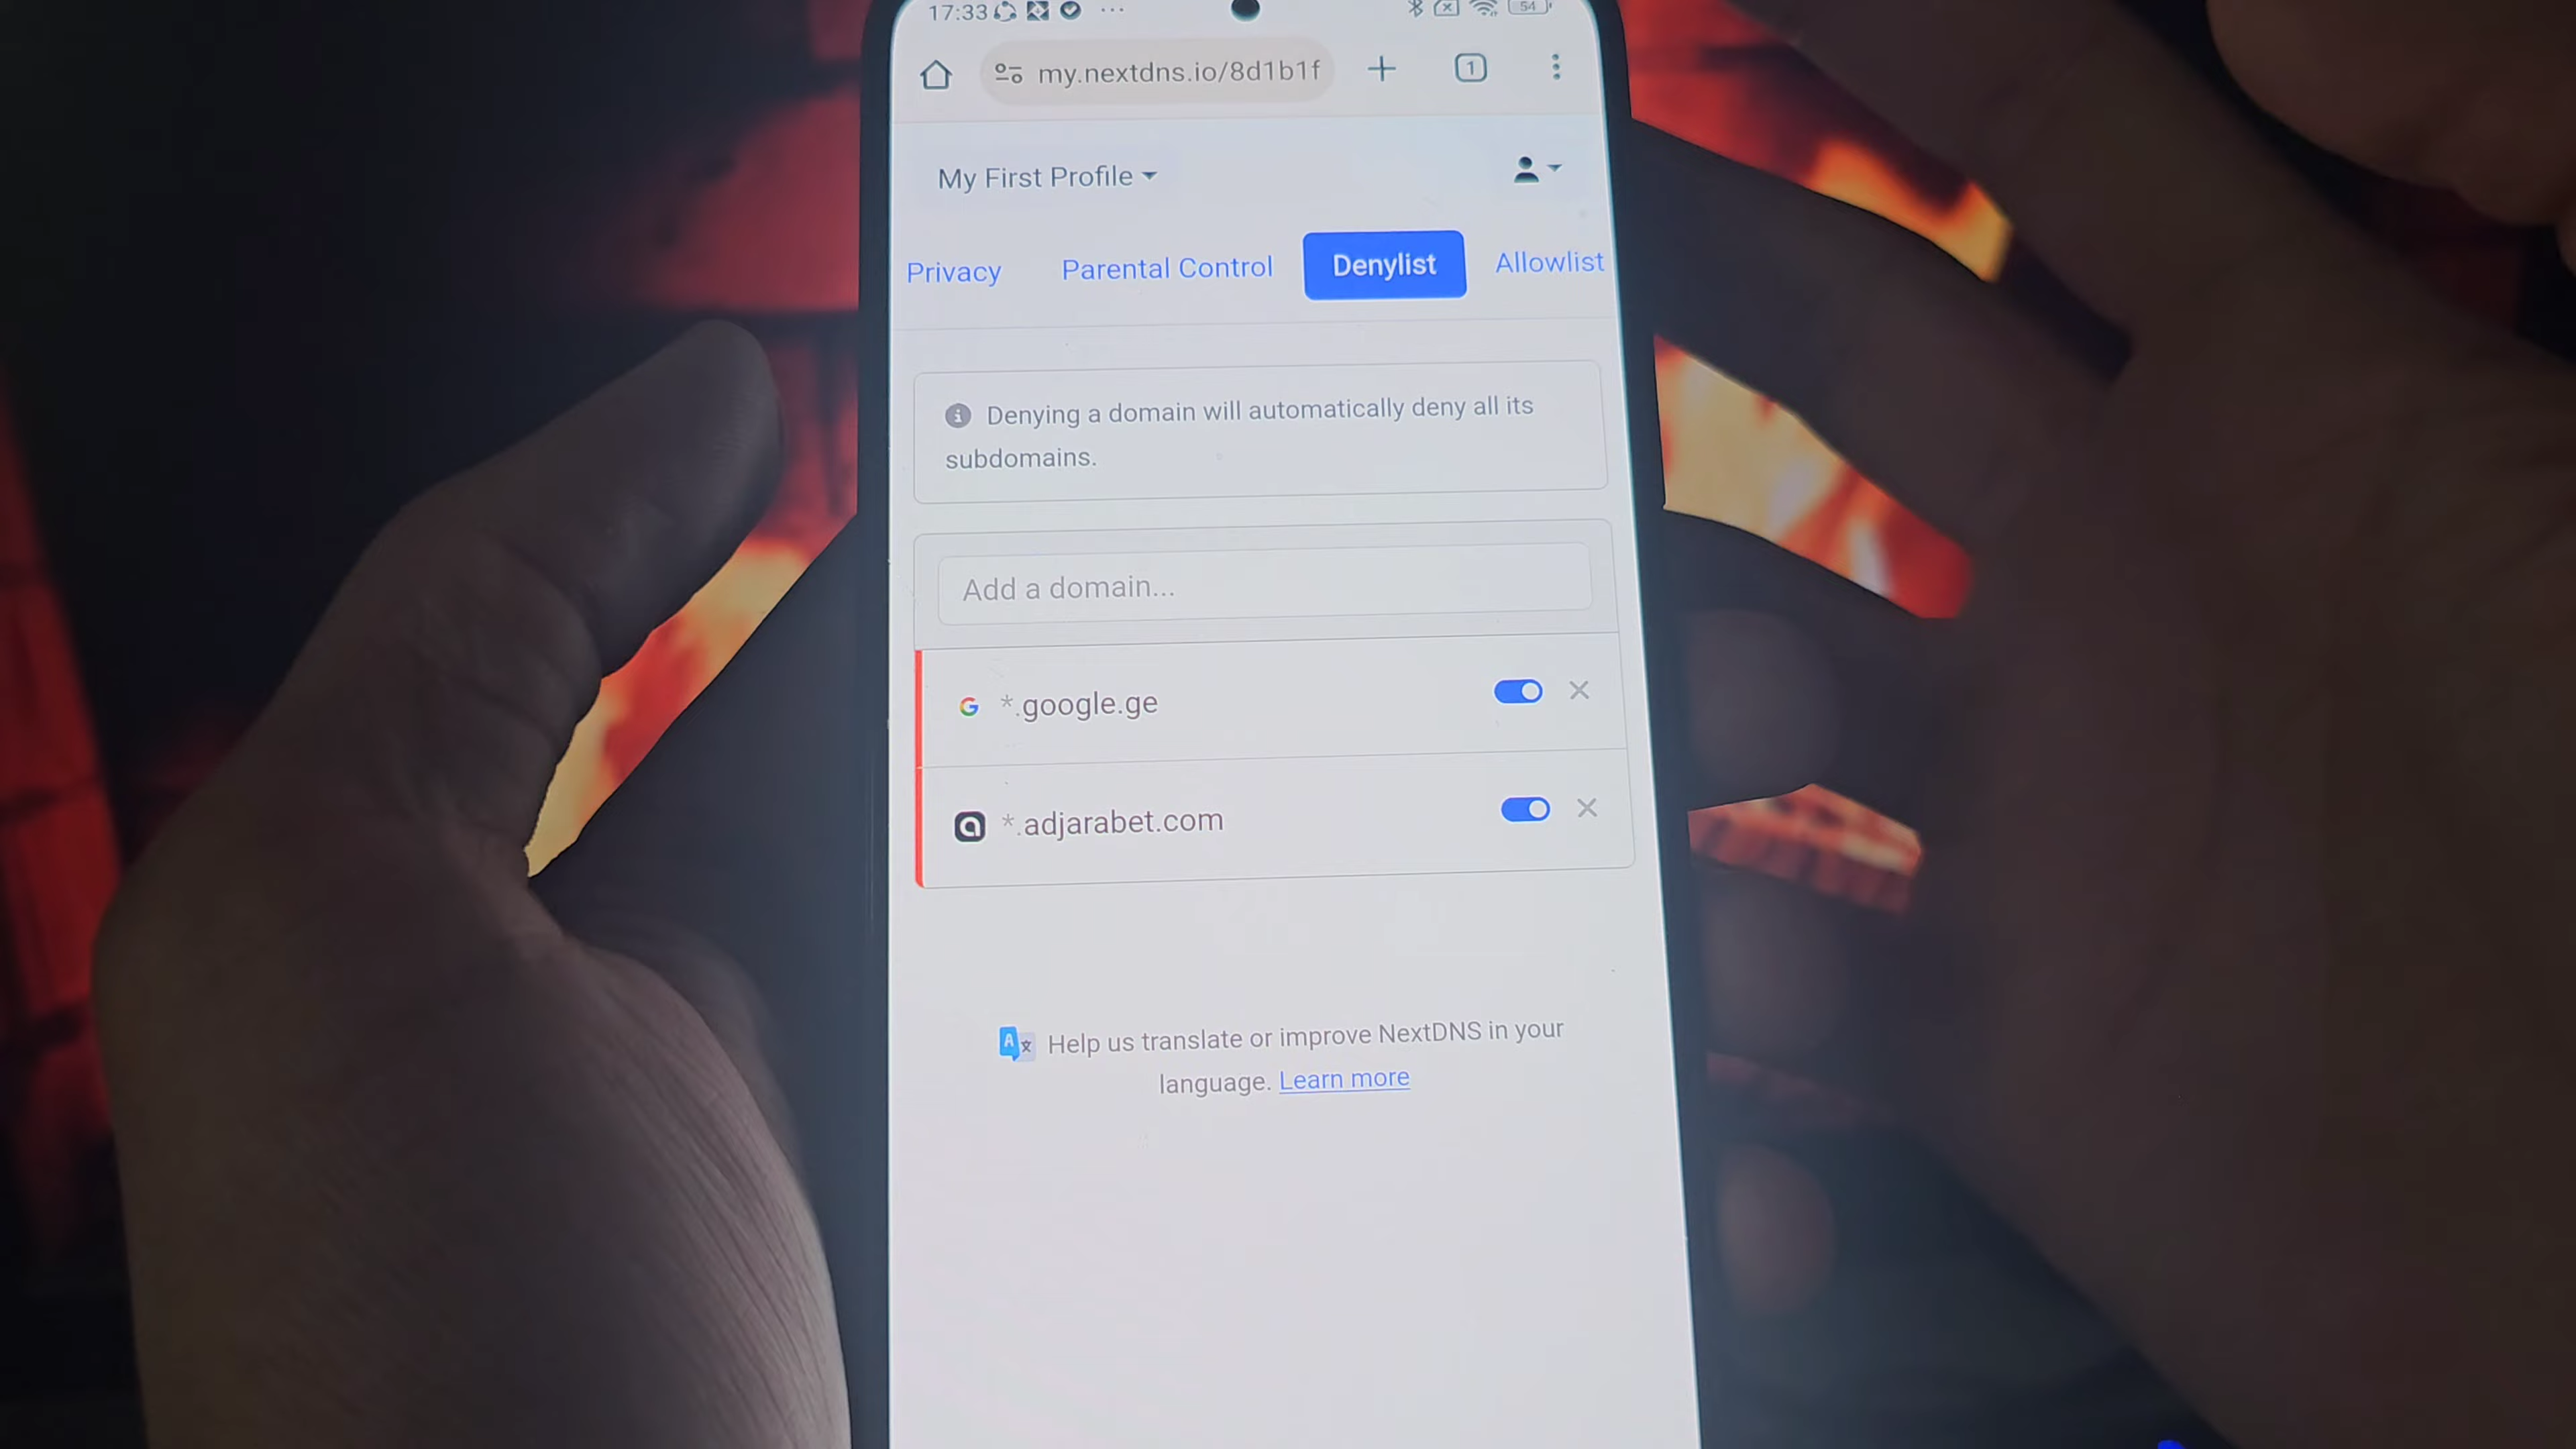 17:33 ... 54
my.nextdns.io/8d1b1f 1
My First Profile
Privacy Parental Control Denylist Allowlist
Denying a domain will automatically deny all its
subdomains.
Add a domain...
*.google.ge
*.adjarabet.com
Help us translate or improve NextDNS in your
language. Learn more